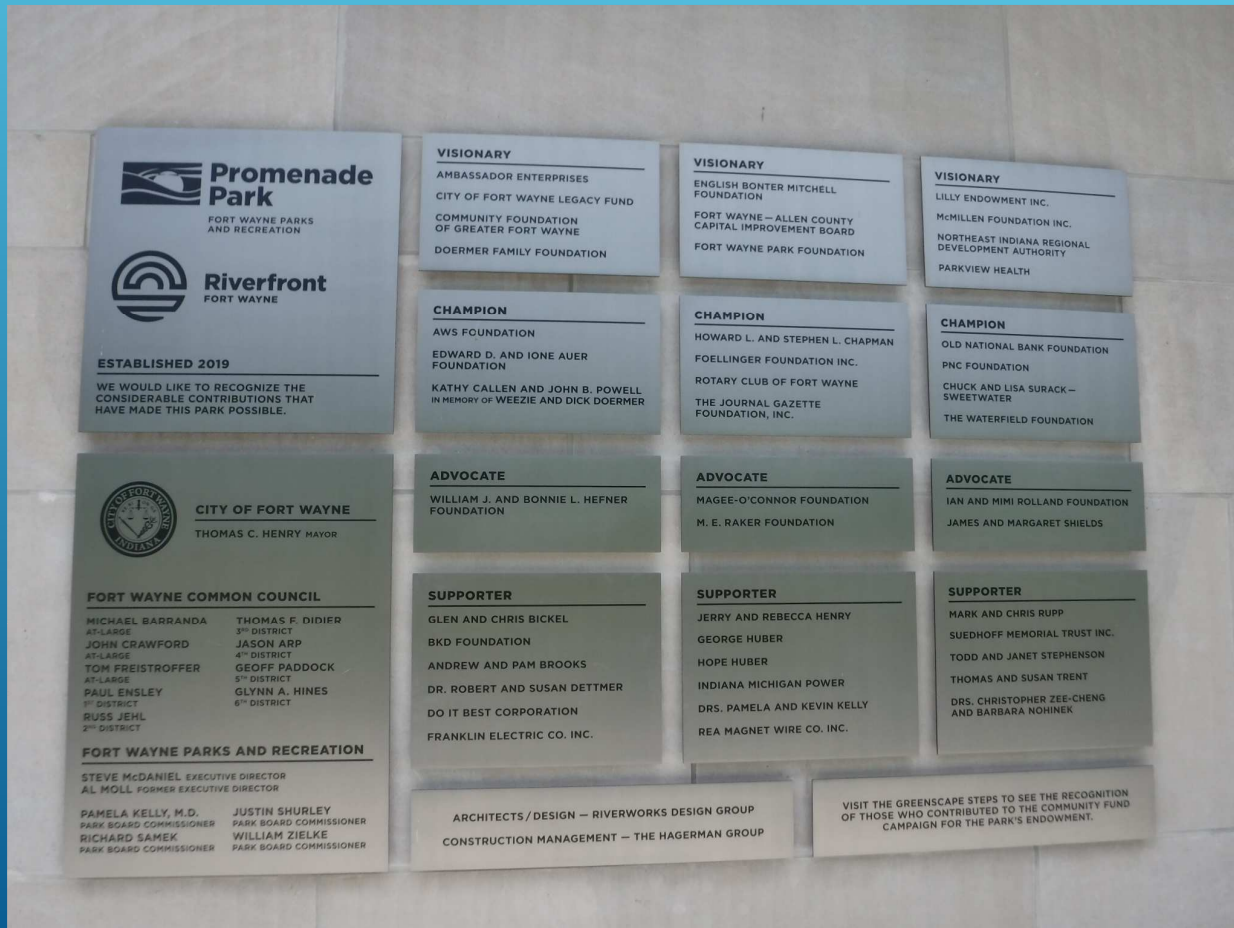 Promenade
Park
FORT WAYNE PARKS
AND RECREATION
Riverfront
FORT WAYNE
ESTABLISHED 2019
WE WOULD LIKE TO RECOGNIZE THE
CONSIDERABLE CONTRIBUTIONS THAT
HAVE MADE THIS PARK POSSIBLE.
CITY OF FORT WAYNE
INDIANA
CITY OF FORT WAYNE
THOMAS C. HENRY MAYOR
FORT WAYNE COMMON COUNCIL
MICHAEL BARRANDA
AT-LARGE
JOHN CRAWFORD
AT-LARGE
TOM FREISTROFFER
AT-LARGE
PAUL ENSLEY
1ST DISTRICT
RUSS JEHL
2ND DISTRICT
THOMAS F. DIDIER
3RD DISTRICT
JASON ARP
4TH DISTRICT
GEOFF PADDOCK
5TH DISTRICT
GLYNN A. HINES
6TH DISTRICT
FORT WAYNE PARKS AND RECREATION
STEVE McDANIEL EXECUTIVE DIRECTOR
AL MOLL FORMER EXECUTIVE DIRECTOR
PAMELA KELLY, M.D.
PARK BOARD COMMISSIONER
RICHARD SAMEK
PARK BOARD COMMISSIONER
JUSTIN SHURLEY
PARK BOARD COMMISSIONER
WILLIAM ZIELKE
PARK BOARD COMMISSIONER
VISIONARY
AMBASSADOR ENTERPRISES
CITY OF FORT WAYNE LEGACY FUND
COMMUNITY FOUNDATION
OF GREATER FORT WAYNE
DOERMER FAMILY FOUNDATION
VISIONARY
ENGLISH BONTER MITCHELL
FOUNDATION
FORT WAYNE — ALLEN COUNTY
CAPITAL IMPROVEMENT BOARD
FORT WAYNE PARK FOUNDATION
VISIONARY
LILLY ENDOWMENT INC.
McMILLEN FOUNDATION INC.
NORTHEAST INDIANA REGIONAL
DEVELOPMENT AUTHORITY
PARKVIEW HEALTH
CHAMPION
AWS FOUNDATION
EDWARD D. AND IONE AUER
FOUNDATION
KATHY CALLEN AND JOHN B. POWELL
IN MEMORY OF WEEZIE AND DICK DOERMER
CHAMPION
HOWARD L. AND STEPHEN L. CHAPMAN
FOELLINGER FOUNDATION INC.
ROTARY CLUB OF FORT WAYNE
THE JOURNAL GAZETTE
FOUNDATION, INC.
CHAMPION
OLD NATIONAL BANK FOUNDATION
PNC FOUNDATION
CHUCK AND LISA SURACK —
SWEETWATER
THE WATERFIELD FOUNDATION
ADVOCATE
WILLIAM J. AND BONNIE L. HEFNER
FOUNDATION
ADVOCATE
MAGEE-O'CONNOR FOUNDATION
M. E. RAKER FOUNDATION
ADVOCATE
IAN AND MIMI ROLLAND FOUNDATION
JAMES AND MARGARET SHIELDS
SUPPORTER
GLEN AND CHRIS BICKEL
BKD FOUNDATION
ANDREW AND PAM BROOKS
DR. ROBERT AND SUSAN DETTMER
DO IT BEST CORPORATION
FRANKLIN ELECTRIC CO. INC.
SUPPORTER
JERRY AND REBECCA HENRY
GEORGE HUBER
HOPE HUBER
INDIANA MICHIGAN POWER
DRS. PAMELA AND KEVIN KELLY
REA MAGNET WIRE CO. INC.
SUPPORTER
MARK AND CHRIS RUPP
SUEDHOFF MEMORIAL TRUST INC.
TODD AND JANET STEPHENSON
THOMAS AND SUSAN TRENT
DRS. CHRISTOPHER ZEE-CHENG
AND BARBARA NOHINEK
ARCHITECTS / DESIGN — RIVERWORKS DESIGN GROUP
CONSTRUCTION MANAGEMENT — THE HAGERMAN GROUP
VISIT THE GREENSCAPE STEPS TO SEE THE RECOGNITION
OF THOSE WHO CONTRIBUTED TO THE COMMUNITY FUND
CAMPAIGN FOR THE PARK'S ENDOWMENT.